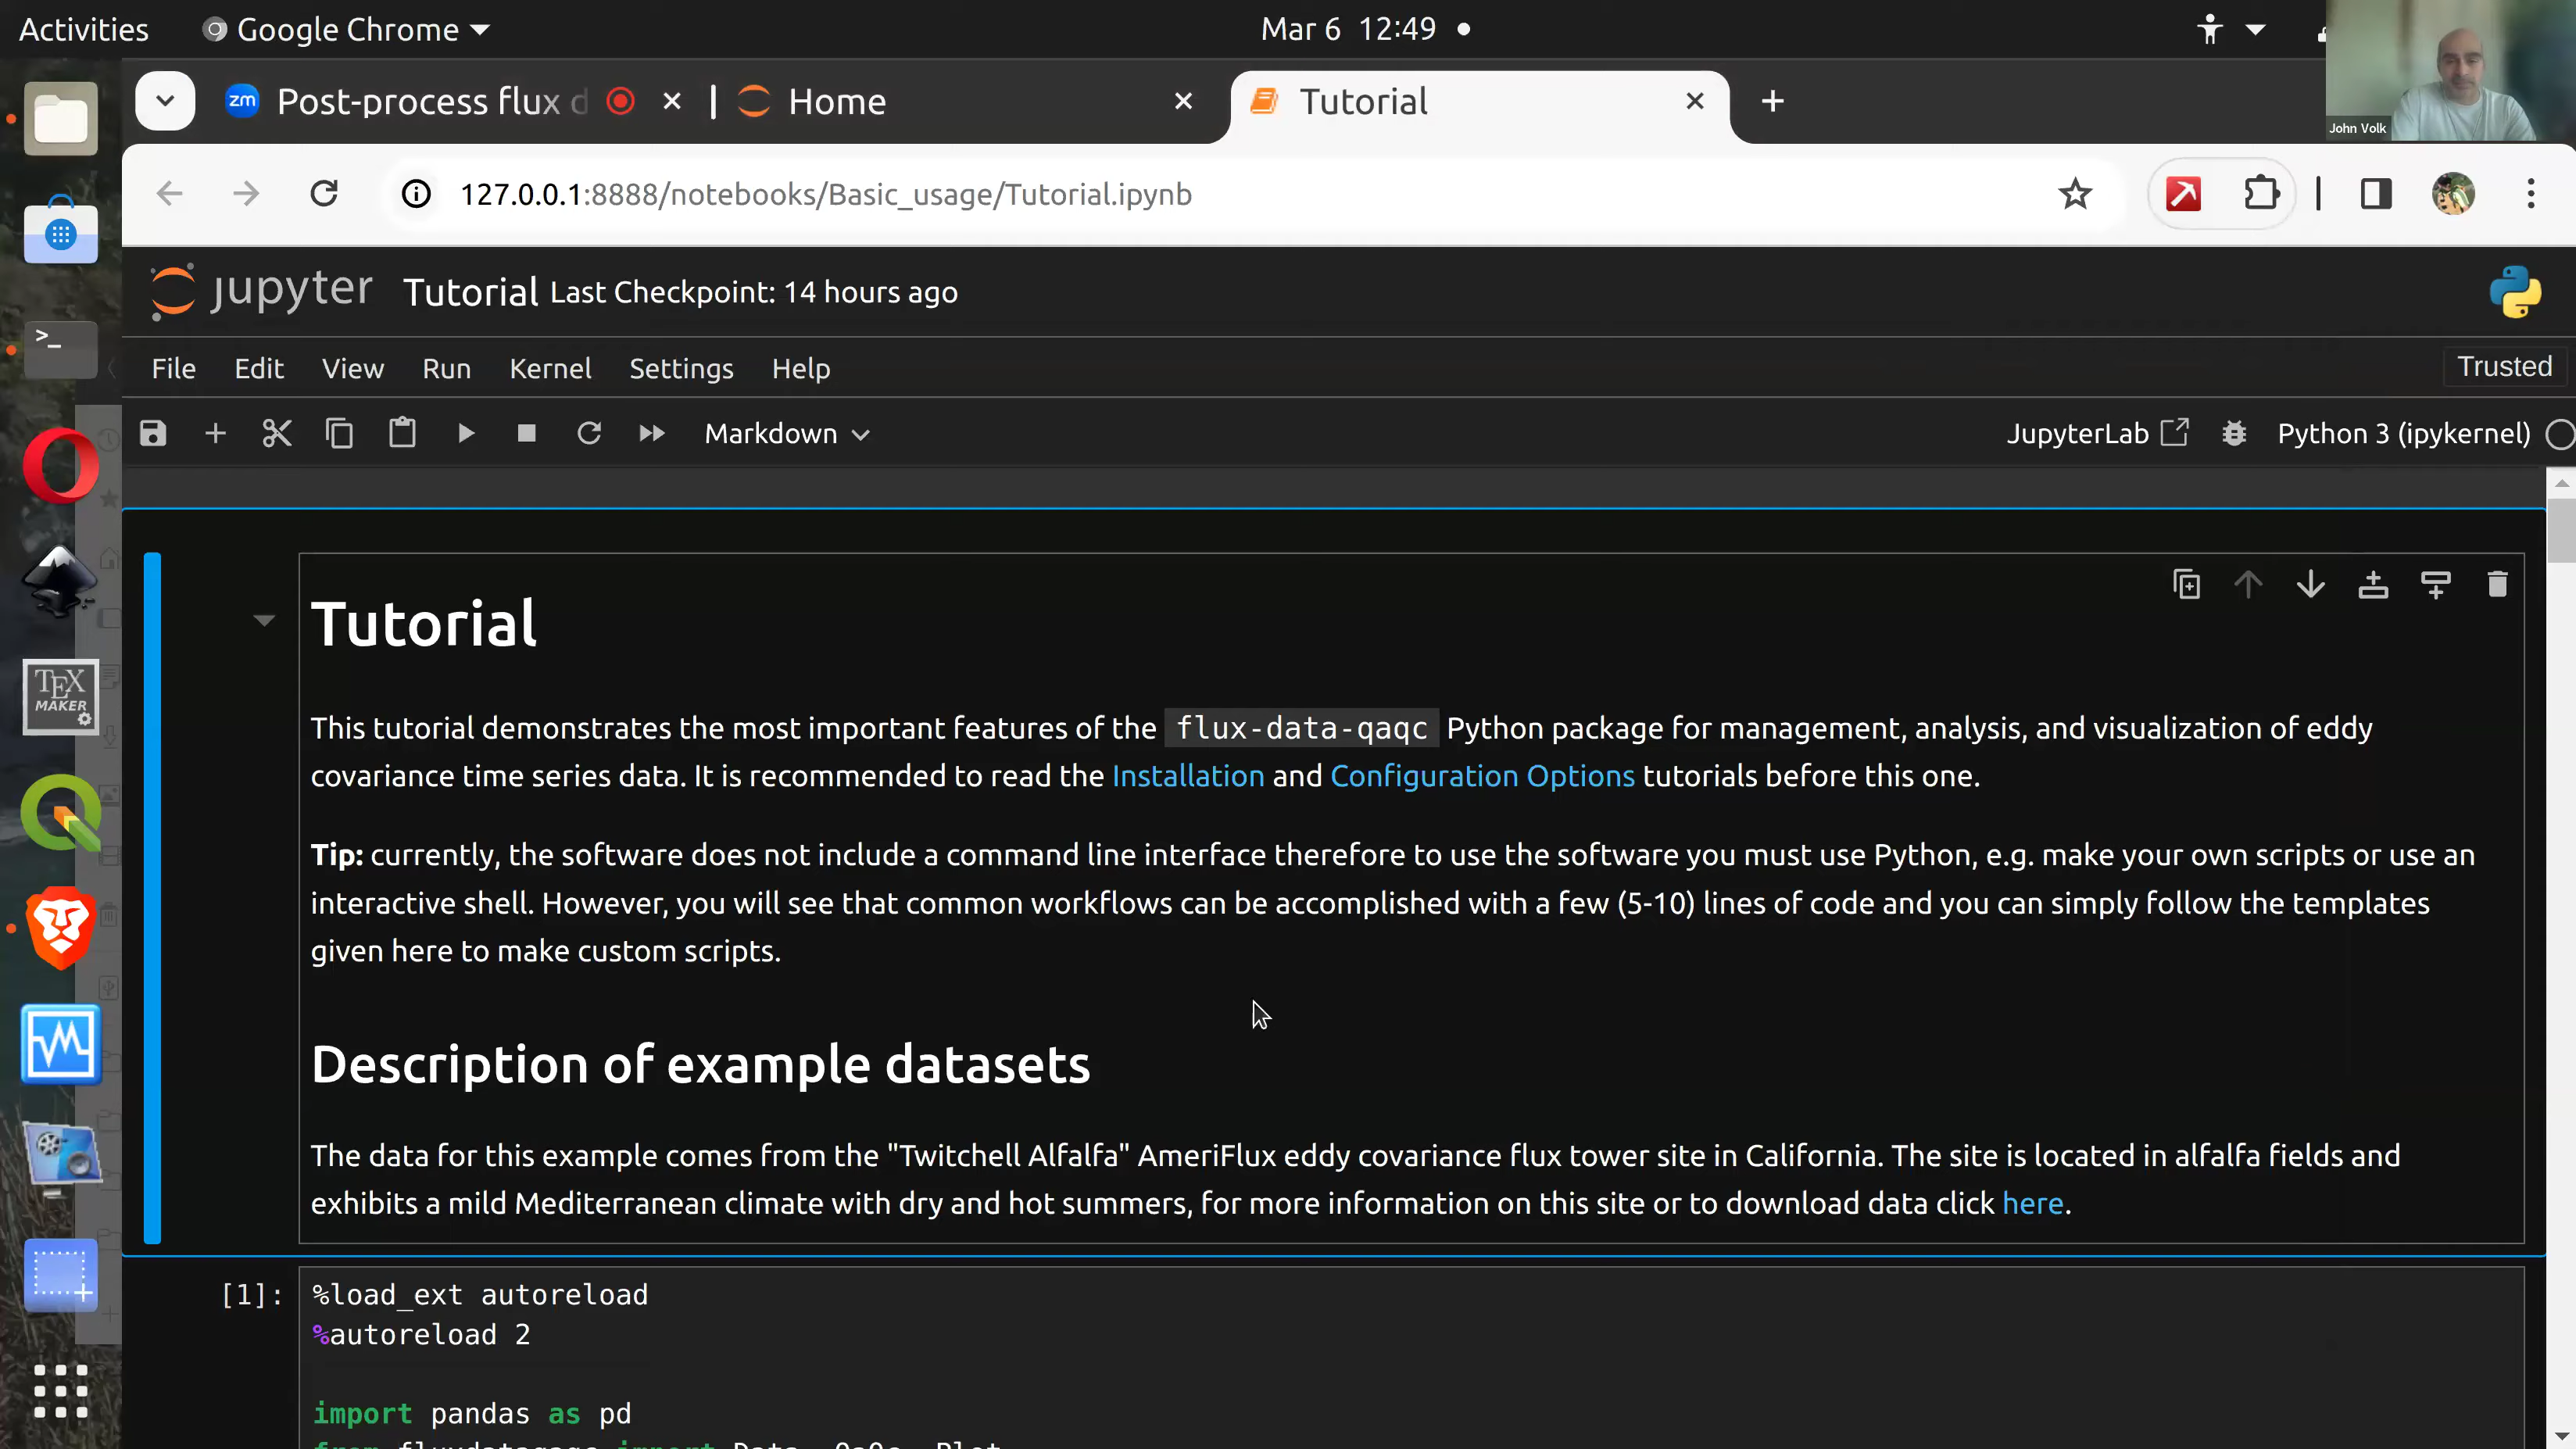 Activities
Google Chrome
Mar 6 12:49
John Volk
zm Post-process flux d
Home
Tutorial
127.0.0.1:8888/notebooks/Basic_usage/Tutorial.ipynb
jupyter Tutorial Last Checkpoint: 14 hours ago
File Edit View Run Kernel Settings Help
Trusted
Markdown
JupyterLab
Python 3 (ipykernel)
Tutorial
This tutorial demonstrates the most important features of the flux-data-qaqc Python package for management, analysis, and visualization of eddy
covariance time series data. It is recommended to read the Installation and Configuration Options tutorials before this one.
Tip: currently, the software does not include a command line interface therefore to use the software you must use Python, e.g. make your own scripts or use an
interactive shell. However, you will see that common workflows can be accomplished with a few (5-10) lines of code and you can simply follow the templates
given here to make custom scripts.
Description of example datasets
The data for this example comes from the "Twitchell Alfalfa" AmeriFlux eddy covariance flux tower site in California. The site is located in alfalfa fields and
exhibits a mild Mediterranean climate with dry and hot summers, for more information on this site or to download data click here.
[1]:
%load_ext autoreload
%autoreload 2
import pandas as pd
TEX
MAKER